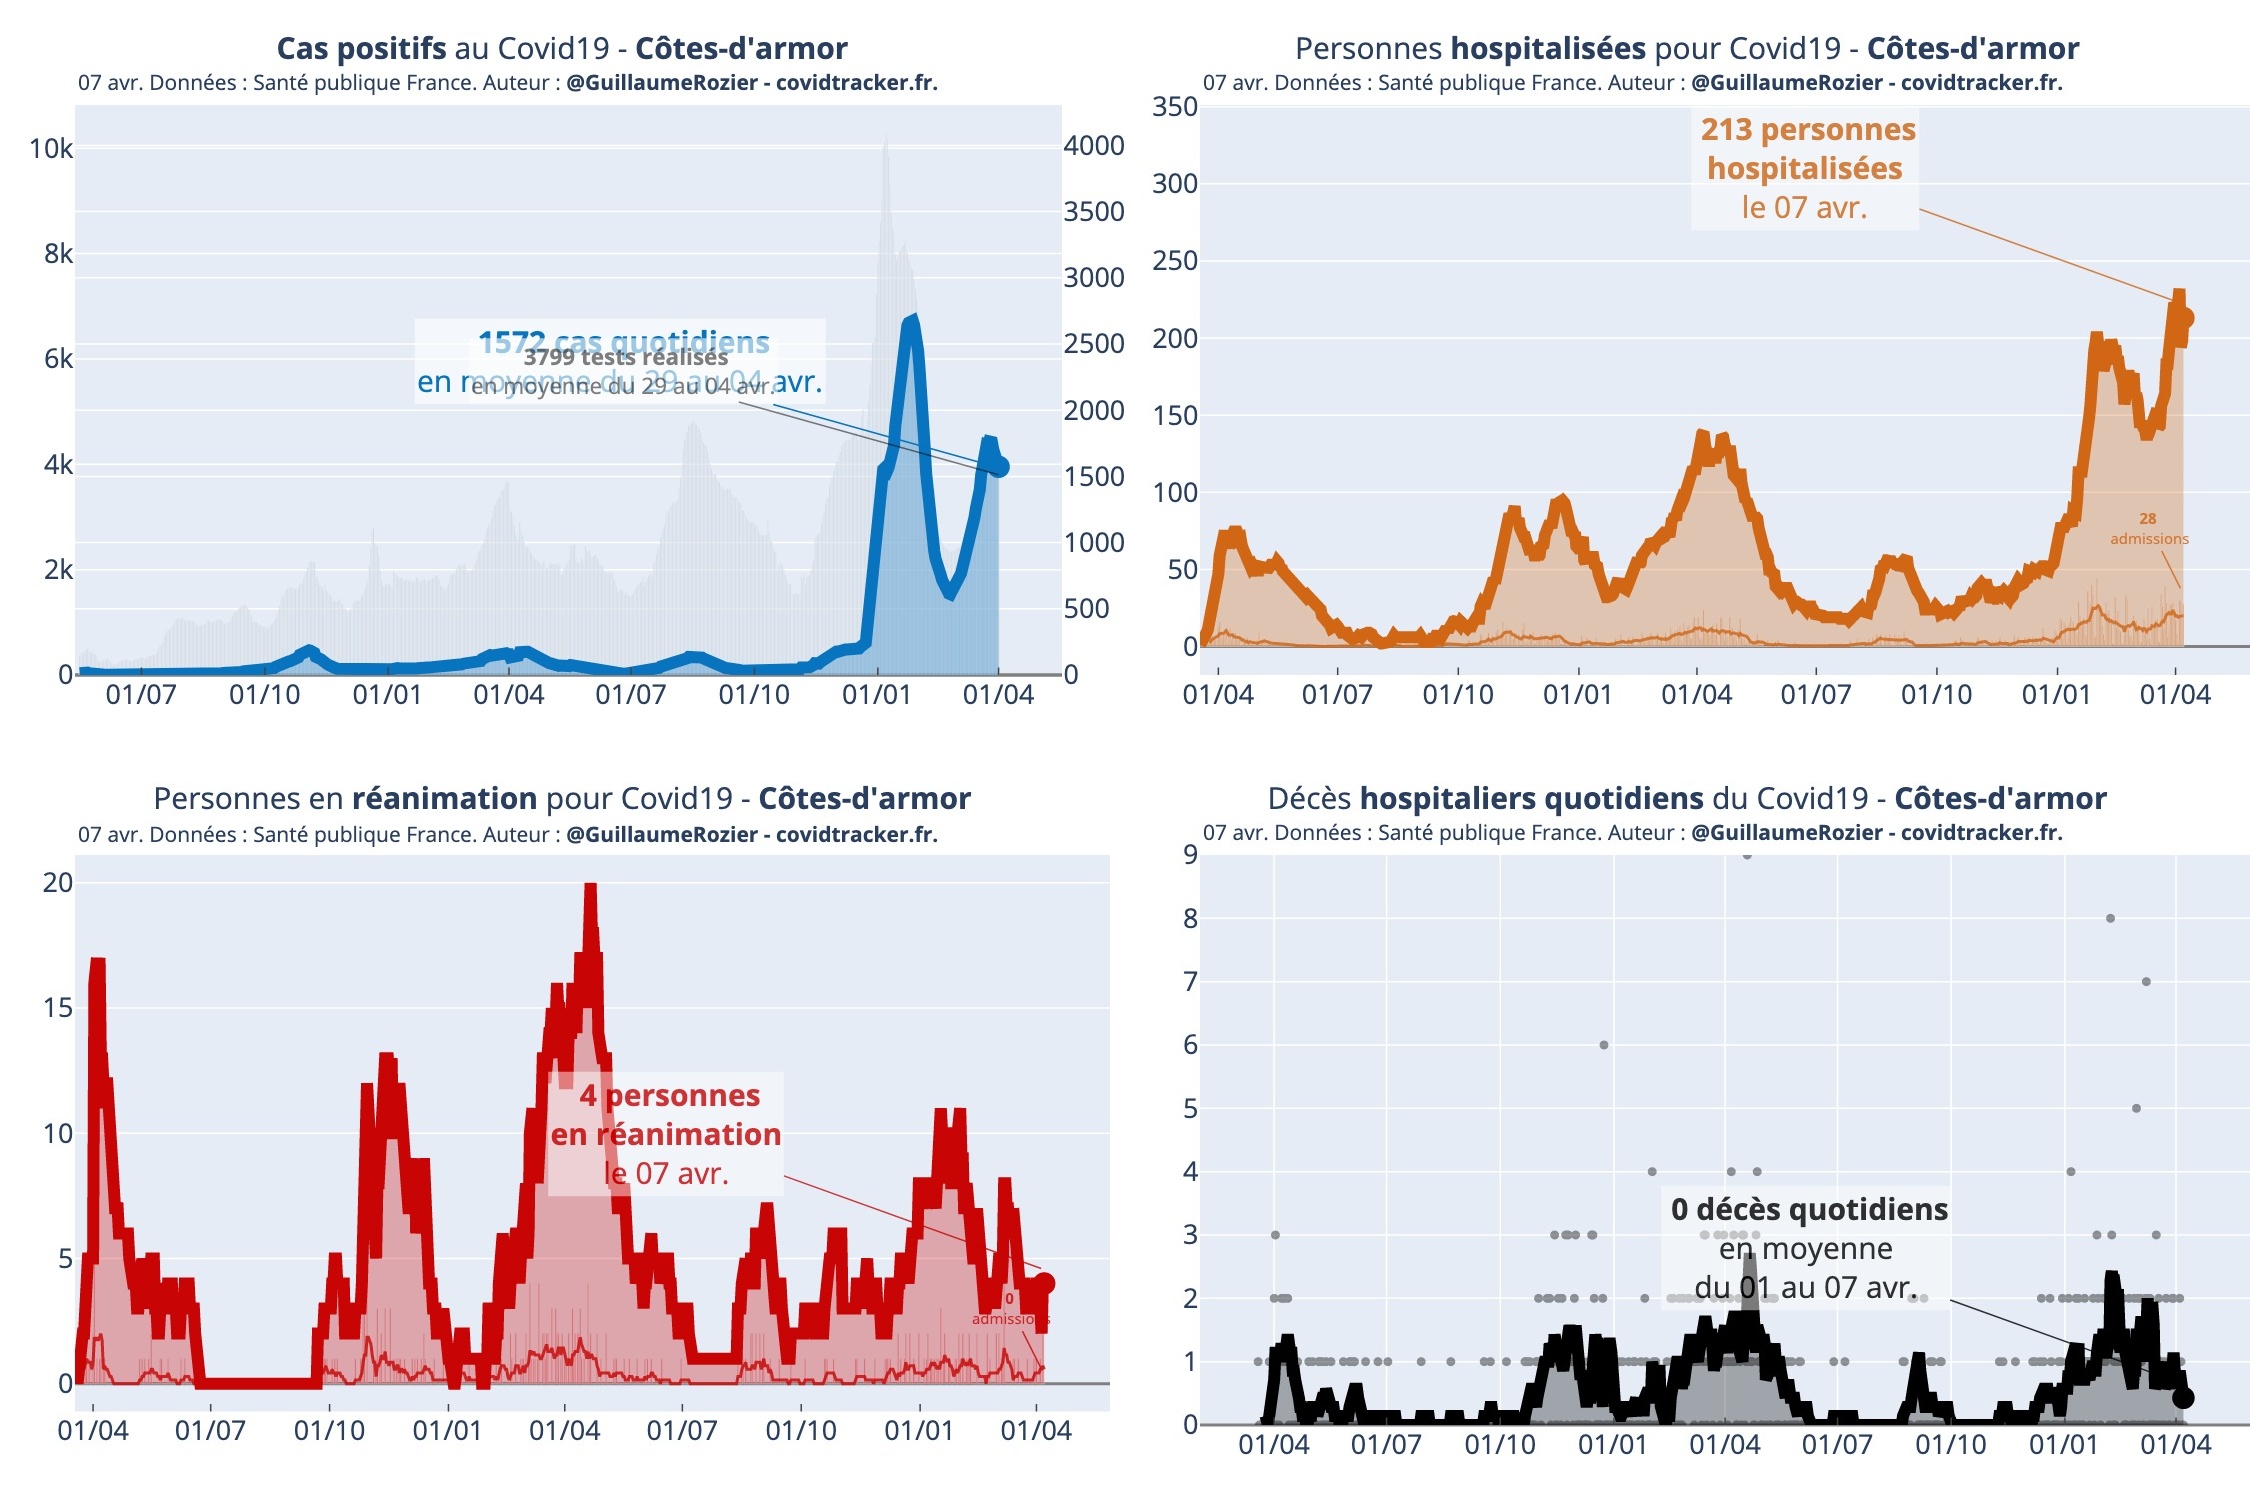 Cas positifs au Covid19 - Côtes-d'armor
07 avr. Données : Santé publique France. Auteur : @GuillaumeRozier - covidtracker.fr.
10k
8k
6k
4k
2k
0
4000
3500
3000
2500
2000
1500
1000
500
0
1572 cas quotidiens
en moyenne du 29 au 04 avr.
3799 tests réalisés
en moyenne du 29 au 04 avr.
01/07 01/10 01/01 01/04 01/07 01/10 01/01 01/04
Personnes hospitalisées pour Covid19 - Côtes-d'armor
07 avr. Données : Santé publique France. Auteur : @GuillaumeRozier - covidtracker.fr.
350
300
250
200
150
100
50
0
213 personnes
hospitalisées
le 07 avr.
28
admissions
01/04 01/07 01/10 01/01 01/04 01/07 01/10 01/01 01/04
Personnes en réanimation pour Covid19 - Côtes-d'armor
07 avr. Données : Santé publique France. Auteur : @GuillaumeRozier - covidtracker.fr.
20
15
10
5
0
4 personnes
en réanimation
le 07 avr.
0
admissions
01/04 01/07 01/10 01/01 01/04 01/07 01/10 01/01 01/04
Décès hospitaliers quotidiens du Covid19 - Côtes-d'armor
07 avr. Données : Santé publique France. Auteur : @GuillaumeRozier - covidtracker.fr.
9
8
7
6
5
4
3
2
1
0
0 décès quotidiens
en moyenne
du 01 au 07 avr.
01/04 01/07 01/10 01/01 01/04 01/07 01/10 01/01 01/04